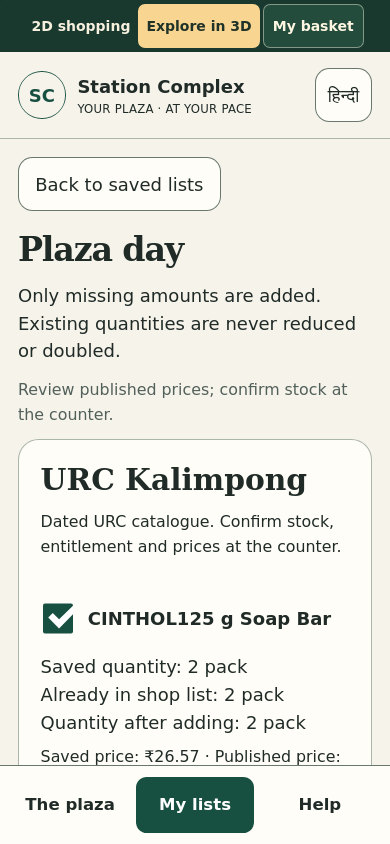 2D shopping Explore in 3D My basket
SC Station Complex हिन्दी
YOUR PLAZA · AT YOUR PACE
Back to saved lists
Plaza day
Only missing amounts are added.
Existing quantities are never reduced
or doubled.
Review published prices; confirm stock at
the counter.
URC Kalimpong
Dated URC catalogue. Confirm stock,
entitlement and prices at the counter.
CINTHOL125 g Soap Bar
Saved quantity: 2 pack
Already in shop list: 2 pack
Quantity after adding: 2 pack
Saved price: ₹26.57 · Published price:
The plaza My lists Help